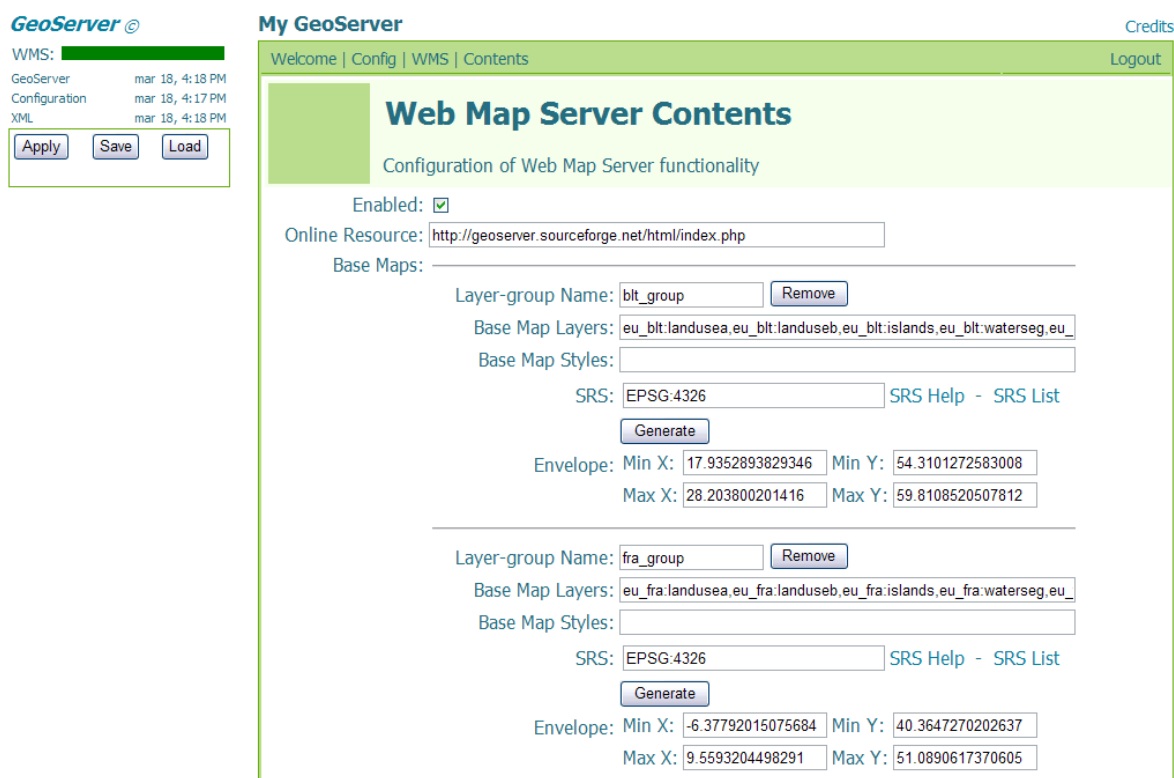 GeoServer ©
WMS:
GeoServer mar 18, 4:18 PM
Configuration mar 18, 4:17 PM
XML mar 18, 4:18 PM
Apply Save Load
My GeoServer
Credits
Welcome | Config | WMS | Contents
Logout
Web Map Server Contents
Configuration of Web Map Server functionality
Enabled:
Online Resource: http://geoserver.sourceforge.net/html/index.php
Base Maps:
Layer-group Name: blt_group Remove
Base Map Layers: eu_blt:landusea,eu_blt:landuseb,eu_blt:islands,eu_blt:waterseg,eu_
Base Map Styles:
SRS: EPSG:4326 SRS Help - SRS List
Generate
Envelope: Min X: 17.9352893829346 Min Y: 54.3101272583008
Max X: 28.203800201416 Max Y: 59.8108520507812
Layer-group Name: fra_group Remove
Base Map Layers: eu_fra:landusea,eu_fra:landuseb,eu_fra:islands,eu_fra:waterseg,eu_
Base Map Styles:
SRS: EPSG:4326 SRS Help - SRS List
Generate
Envelope: Min X: -6.37792015075684 Min Y: 40.3647270202637
Max X: 9.5593204498291 Max Y: 51.0890617370605